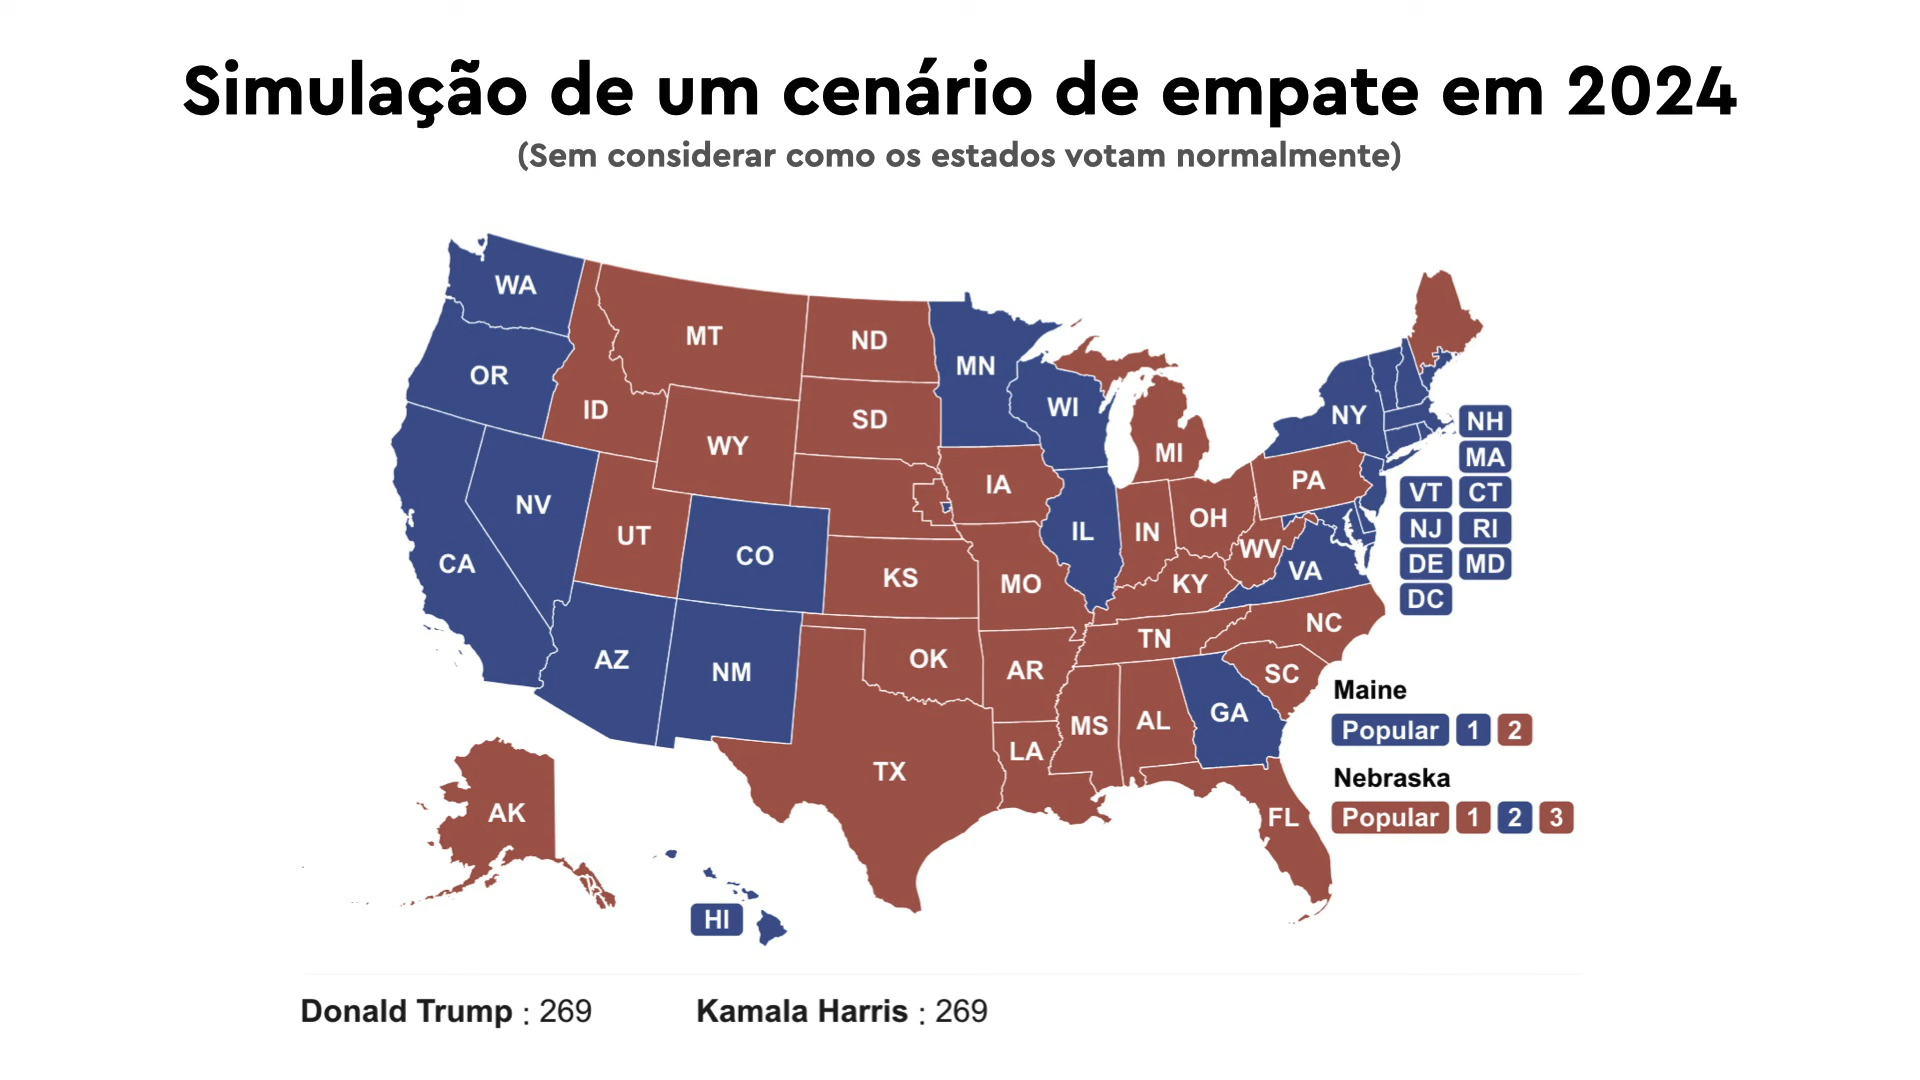 Simulação de um cenário de empate em 2024
(Sem considerar como os estados votam normalmente)
WA
MT
ND
MN
OR
ID
WY
SD
WI
MI
NY
NH
MA
VT CT
NJ RI
DE MD
DC
NV
UT
CO
CA
IA
IL
IN
OH
PA
WV
VA
KS
MO
KY
NC
TN
SC
AZ
NM
OK
AR
MS
AL
GA
LA
TX
FL
AK
HI
Maine
Popular 1 2
Nebraska
Popular 1 2 3
Donald Trump : 269 Kamala Harris : 269